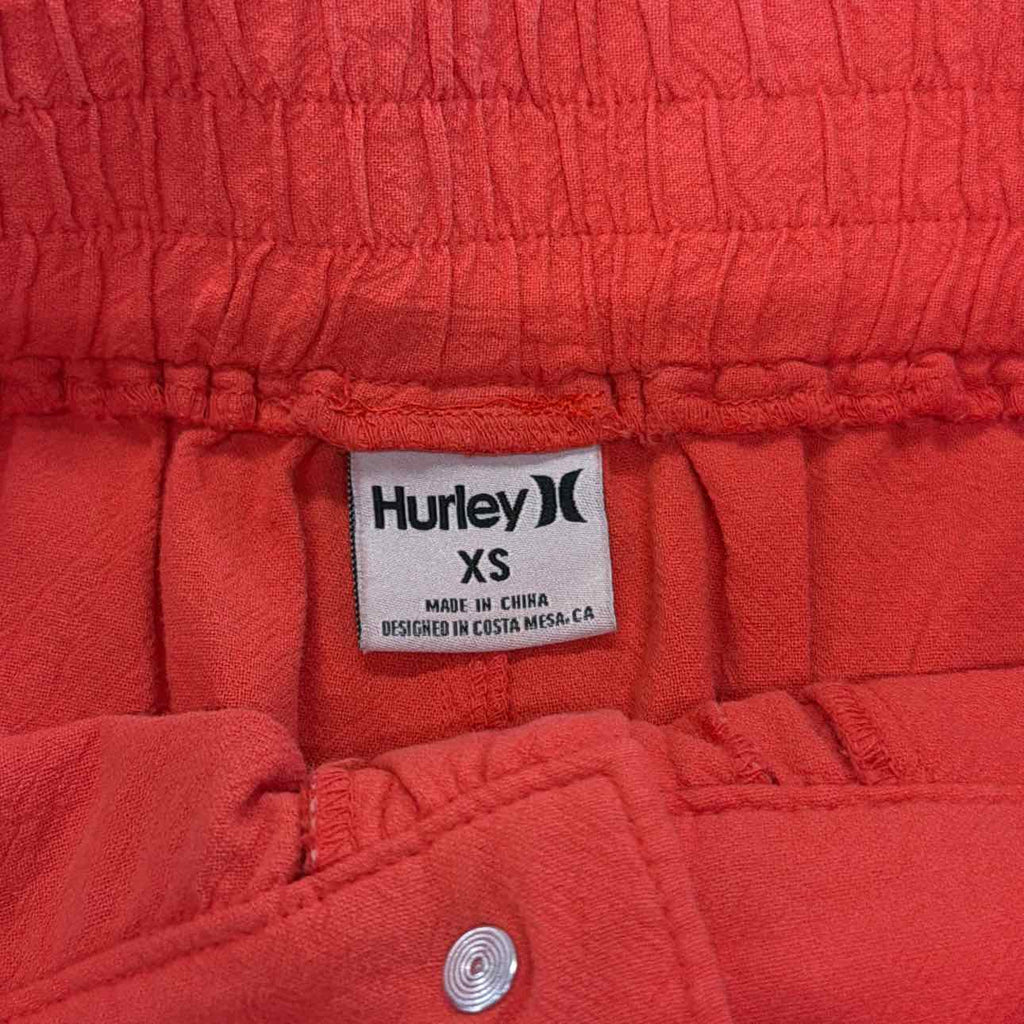 Hurley
XS
MADE IN CHINA
DESIGNED IN COSTA MESA, CA